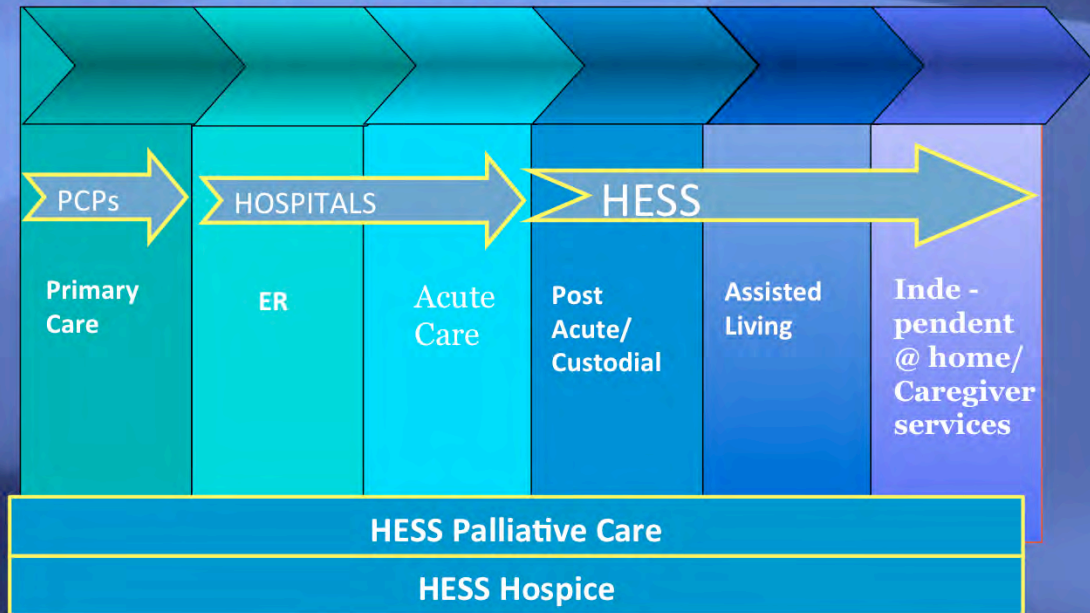 PCPs
HOSPITALS
HESS
Primary
Care
ER
Acute
Care
Post
Acute/
Custodial
Assisted
Living
Inde -
pendent
@ home/
Caregiver
services
HESS Palliative Care
HESS Hospice